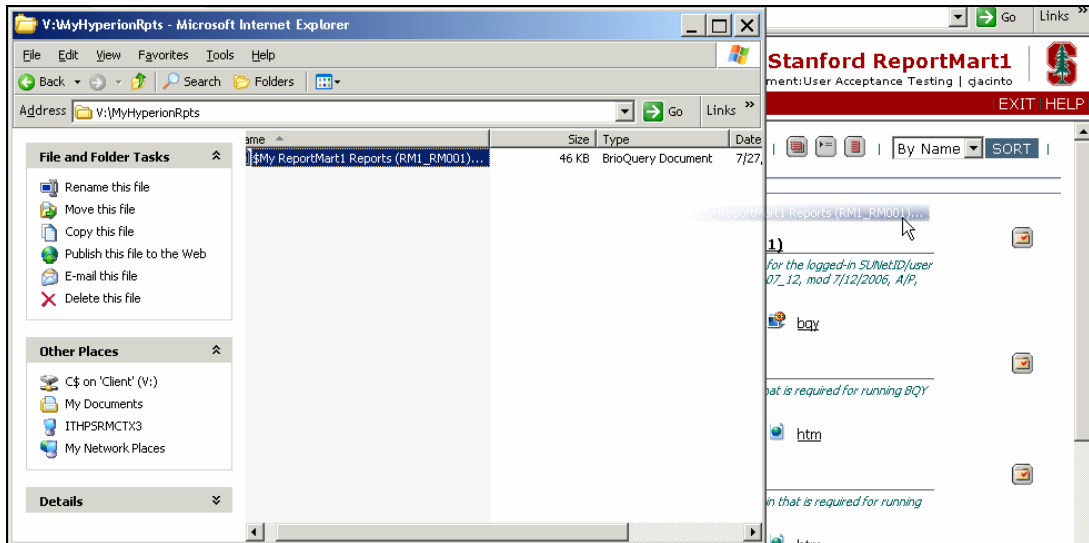 V:\MyHyperionRpts - Microsoft Internet Explorer
File Edit View Favorites Tools Help
Back Search Folders
Address V:\MyHyperionRpts Go Links »
File and Folder Tasks
Rename this file
Move this file
Copy this file
Publish this file to the Web
E-mail this file
Delete this file
Other Places
C$ on 'Client' (V:)
My Documents
ITHPSRMCTX3
My Network Places
Details
ame Size Type Date
$My ReportMart1 Reports (RM1_RM001)... 46 KB BrioQuery Document 7/27,
Go Links »
Stanford ReportMart1
ment:User Acceptance Testing | cjacinto
EXIT HELP
| | By Name SORT |
ReportMart1 Reports (RM1_RM001)...
1)
for the logged-in SUNetID/user
07_12, mod 7/12/2006, A/P,
bqy
hat is required for running BQY
htm
in that is required for running